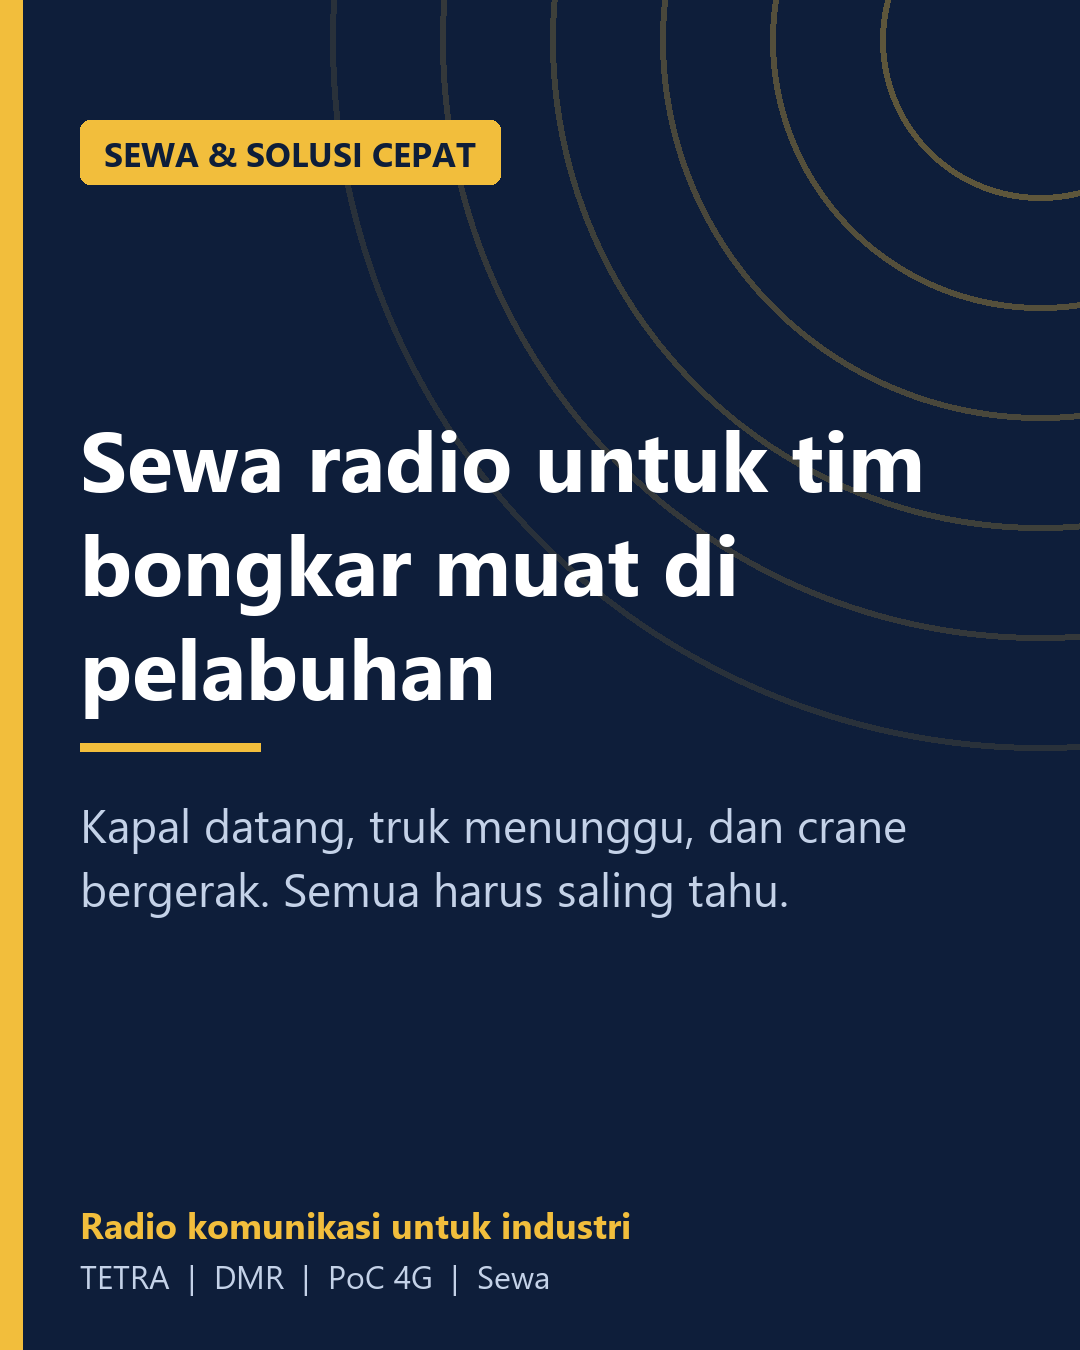 SEWA & SOLUSI CEPAT
Sewa radio untuk tim
bongkar muat di
pelabuhan
Kapal datang, truk menunggu, dan crane
bergerak. Semua harus saling tahu.
Radio komunikasi untuk industri
TETRA | DMR | PoC 4G | Sewa